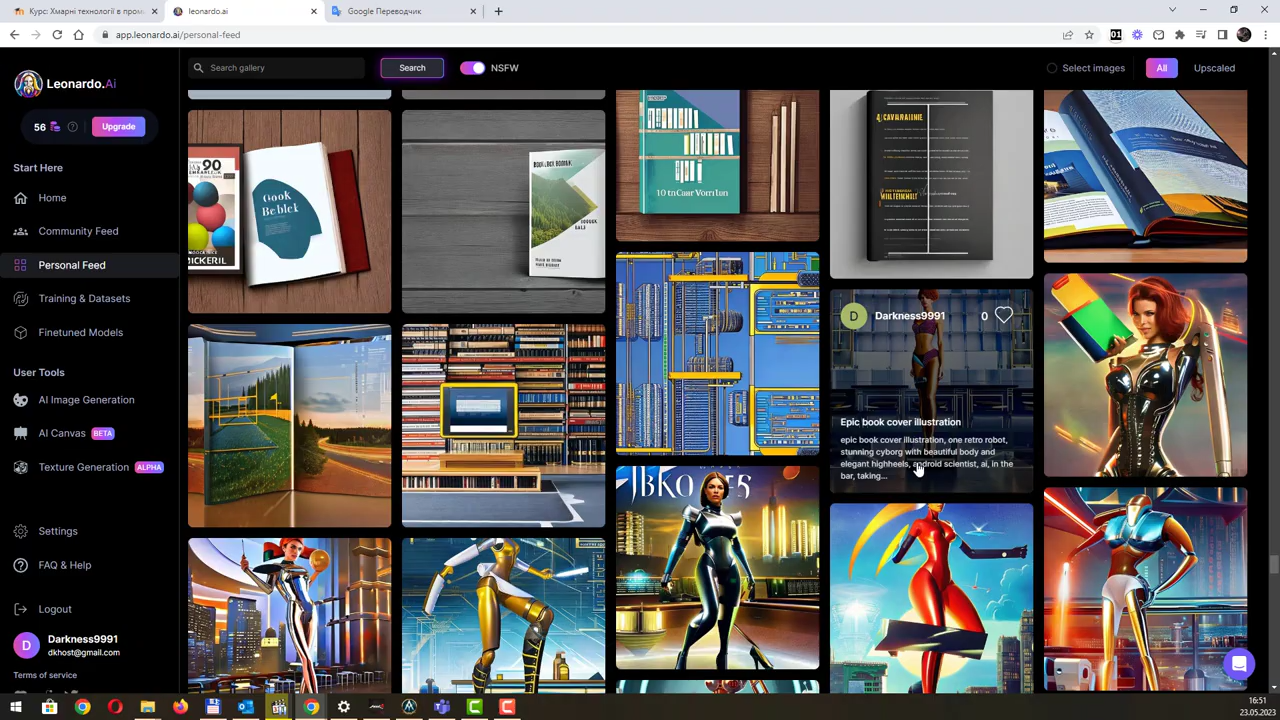 Курс: Хмарні технології в пром
leonardo.ai
Google Переводчик
app.leonardo.ai/personal-feed
Leonardo.Ai
Search gallery
Search
NSFW
Select images
All
Upscaled
56
Upgrade
Start Here
Home
Community Feed
Personal Feed
Training & Datasets
Finetuned Models
User Tools
AI Image Generation
AI Canvas BETA
Texture Generation ALPHA
Settings
FAQ & Help
Logout
D
Darkness9991
dkhost@gmail.com
Terms of service
90
Book
D
Darkness9991
0
Epic book cover illustration
epic book cover illustration, one retro robot,
stunning cyborg with beautiful body and
elegant highheels, android scientist, ai, in the
bar, taking...
01
16:51
23.05.2023